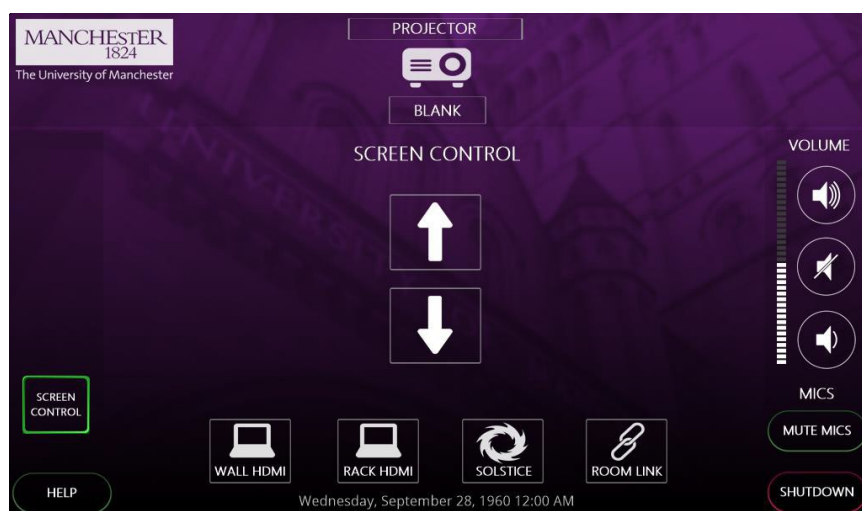 MANCHESTER
1824
The University of Manchester
PROJECTOR
BLANK
SCREEN CONTROL
VOLUME
SCREEN
CONTROL
MICS
MUTE MICS
WALL HDMI
RACK HDMI
SOLSTICE
ROOM LINK
HELP
Wednesday, September 28, 1960 12:00 AM
SHUTDOWN